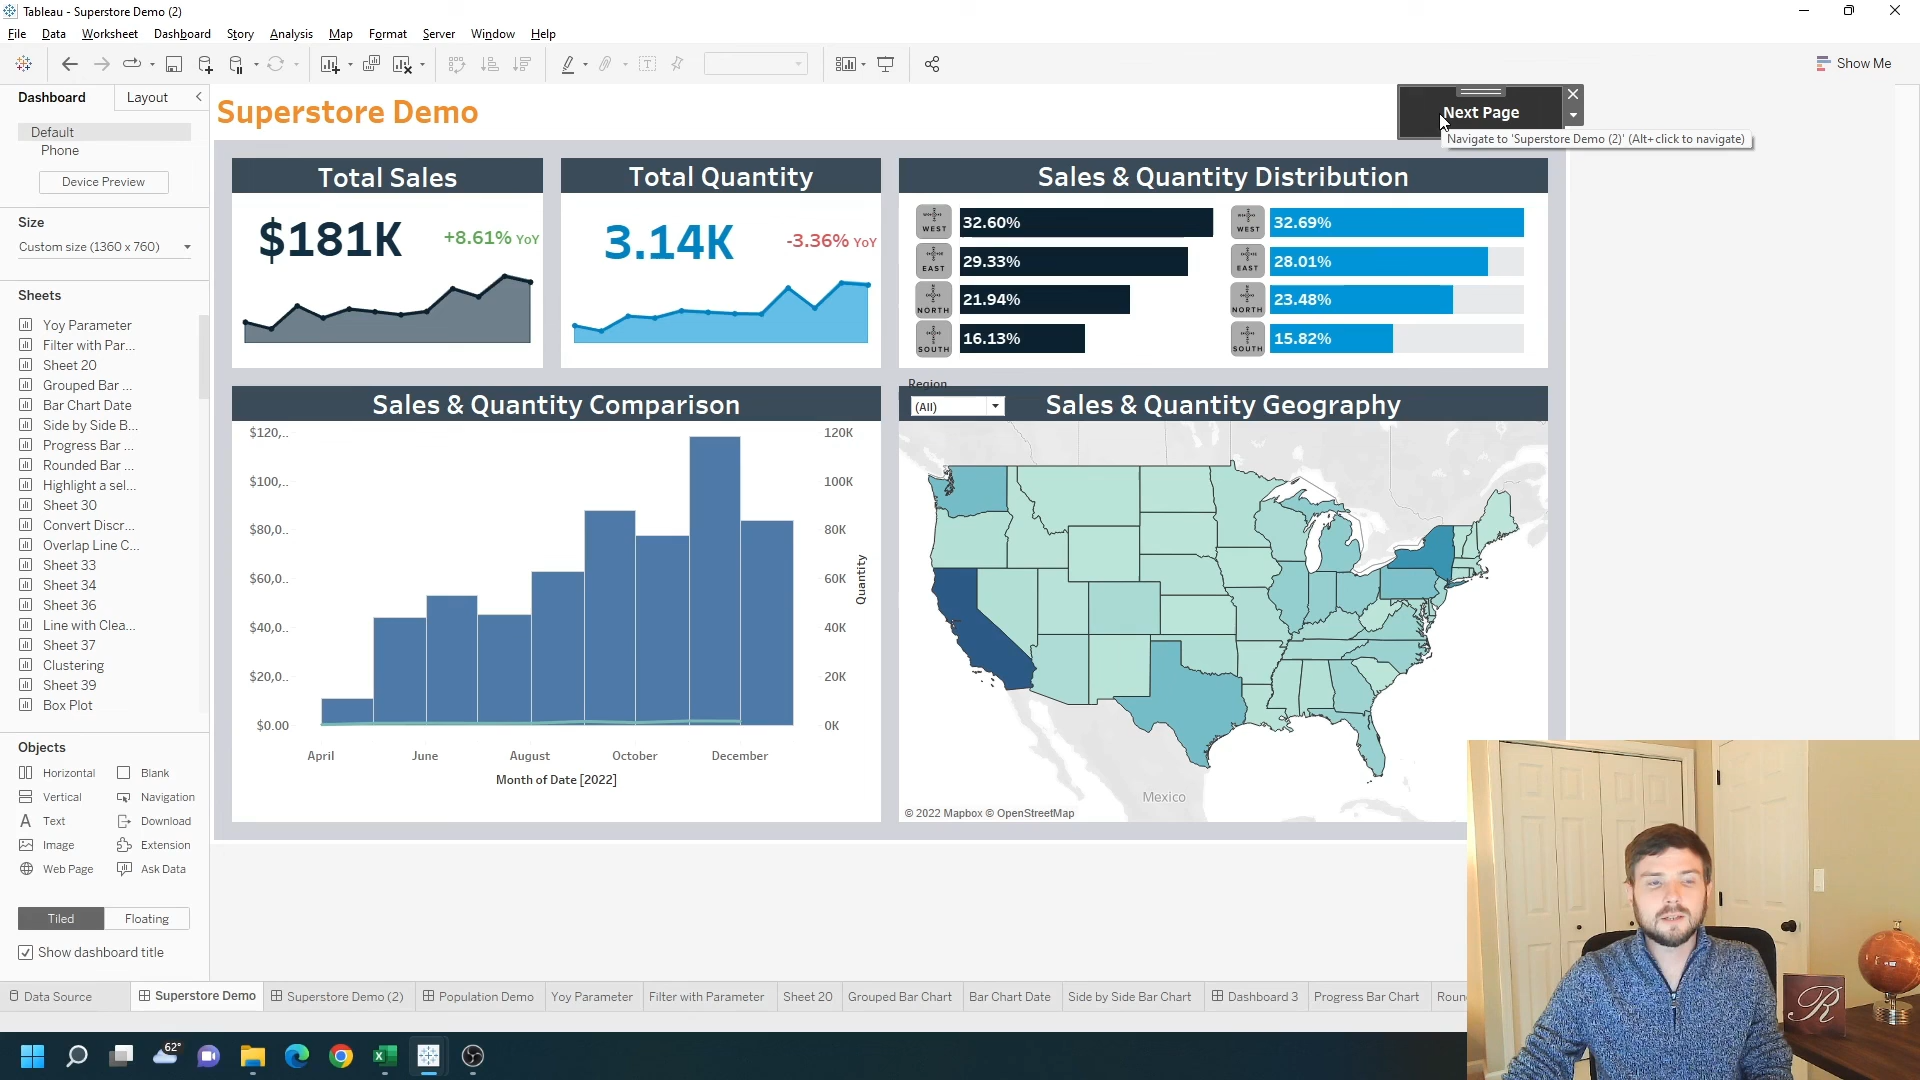 Tableau - Superstore Demo (2)
File Data Worksheet Dashboard Story Analysis Map Format Server Window Help
Show Me
Dashboard Layout
Default
Phone
Device Preview
Size
Custom size (1360 x 760)
Sheets
Yoy Parameter
Filter with Par...
Sheet 20
Grouped Bar ...
Bar Chart Date
Side by Side B...
Progress Bar ...
Rounded Bar ...
Highlight a sel...
Sheet 30
Convert Discr...
Overlap Line C...
Sheet 33
Sheet 34
Sheet 36
Line with Clea...
Sheet 37
Clustering
Sheet 39
Box Plot
Objects
Horizontal Blank
Vertical Navigation
Text Download
Image Extension
Web Page Ask Data
Tiled Floating
Show dashboard title
Superstore Demo
Next Page
Navigate to 'Superstore Demo (2)' (Alt+click to navigate)
Total Sales
$181K +8.61% YoY
Total Quantity
3.14K -3.36% YoY
Sales & Quantity Distribution
WEST 32.60% WEST 32.69%
EAST 29.33% EAST 28.01%
NORTH 21.94% NORTH 23.48%
SOUTH 16.13% SOUTH 15.82%
Sales & Quantity Comparison
$120,.. 120K
$100,.. 100K
$80,0.. 80K
$60,0.. 60K
$40,0.. 40K
$20,0.. 20K
$0.00 0K
Quantity
April June August October December
Month of Date [2022]
Region
(All)
Sales & Quantity Geography
Mexico
© 2022 Mapbox © OpenStreetMap
Data Source Superstore Demo Superstore Demo (2) Population Demo Yoy Parameter Filter with Parameter Sheet 20 Grouped Bar Chart Bar Chart Date Side by Side Bar Chart Dashboard 3 Progress Bar Chart Roun
62°
R